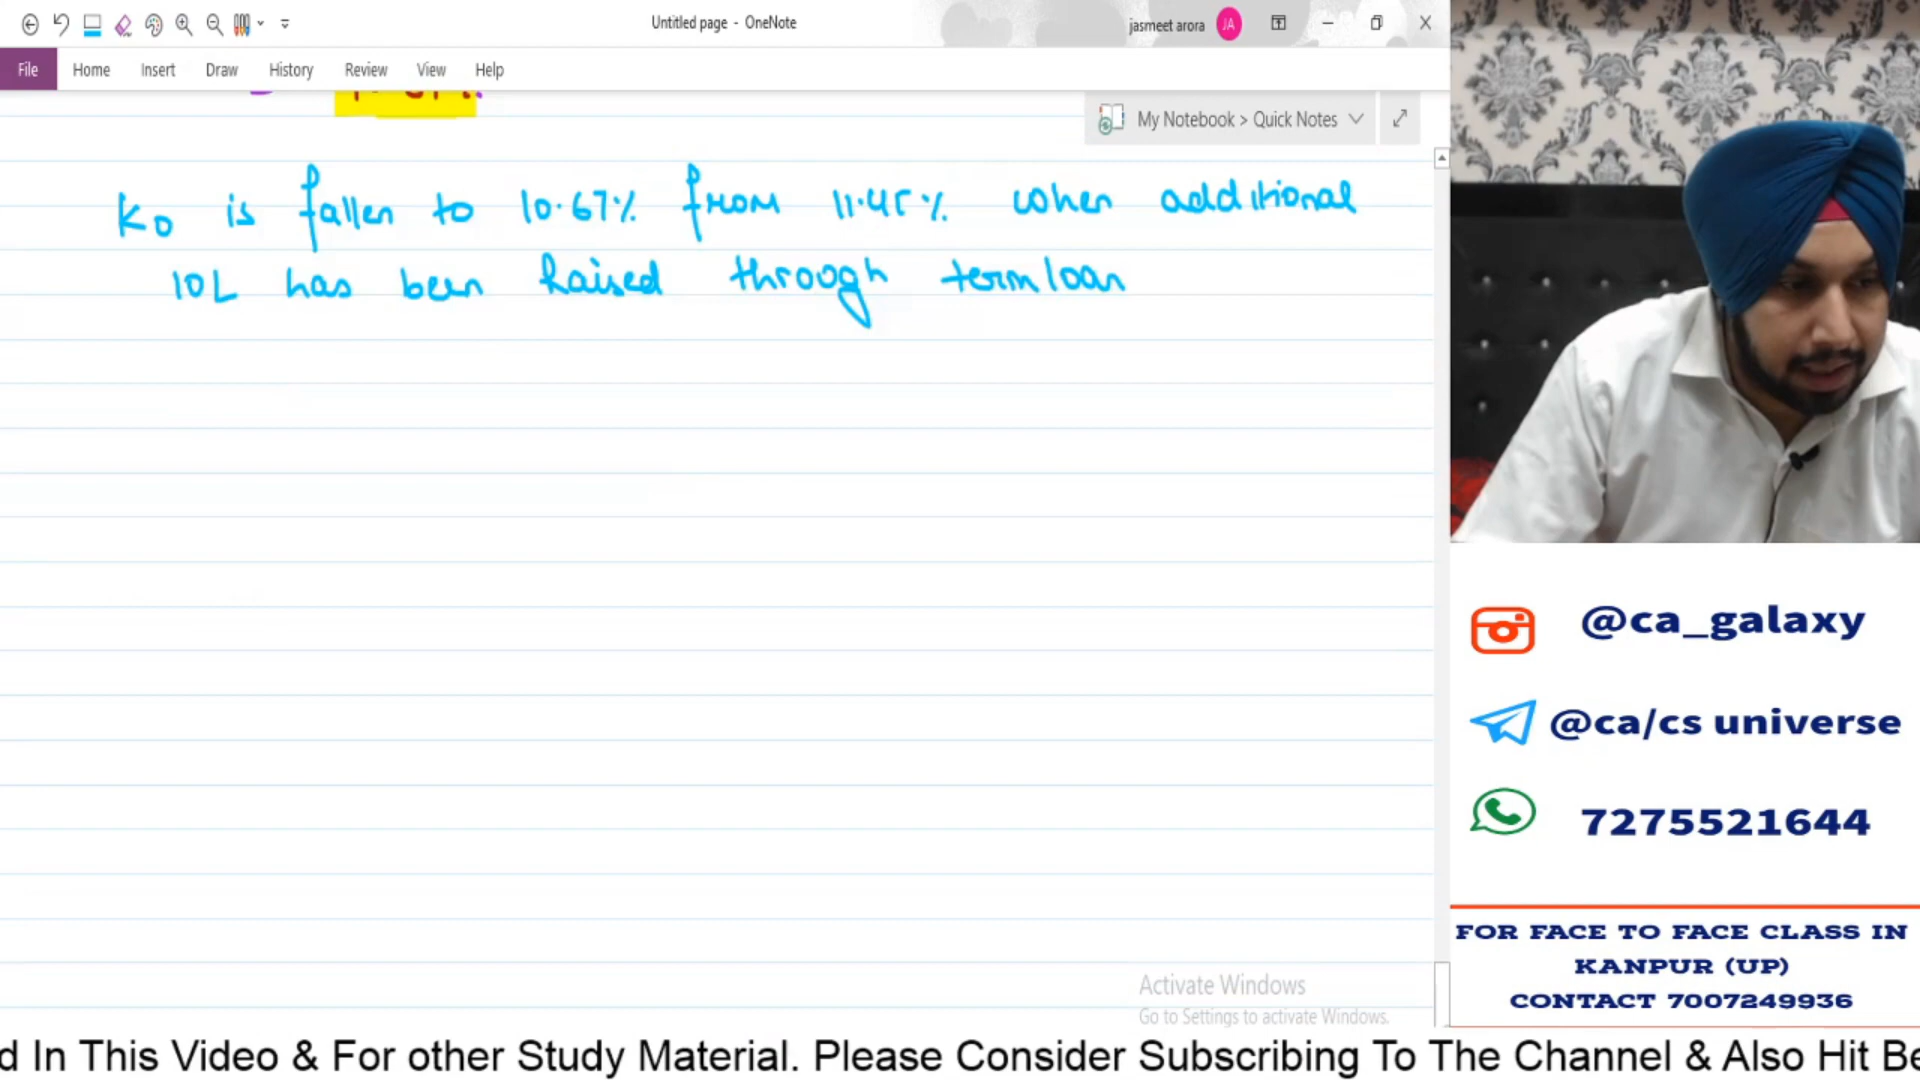 Untitled page - OneNote
jasmeet arora JA
File Home Insert Draw History Review View Help
My Notebook > Quick Notes
Ko is fallen to 10.67% from 11.45% when additional
10L has been raised through term loan
@ca_galaxy
@ca/cs universe
7275521644
FOR FACE TO FACE CLASS IN
KANPUR (UP)
CONTACT 7007249936
Activate Windows
Go to Settings to activate Windows.
d In This Video & For other Study Material. Please Consider Subscribing To The Channel & Also Hit Be